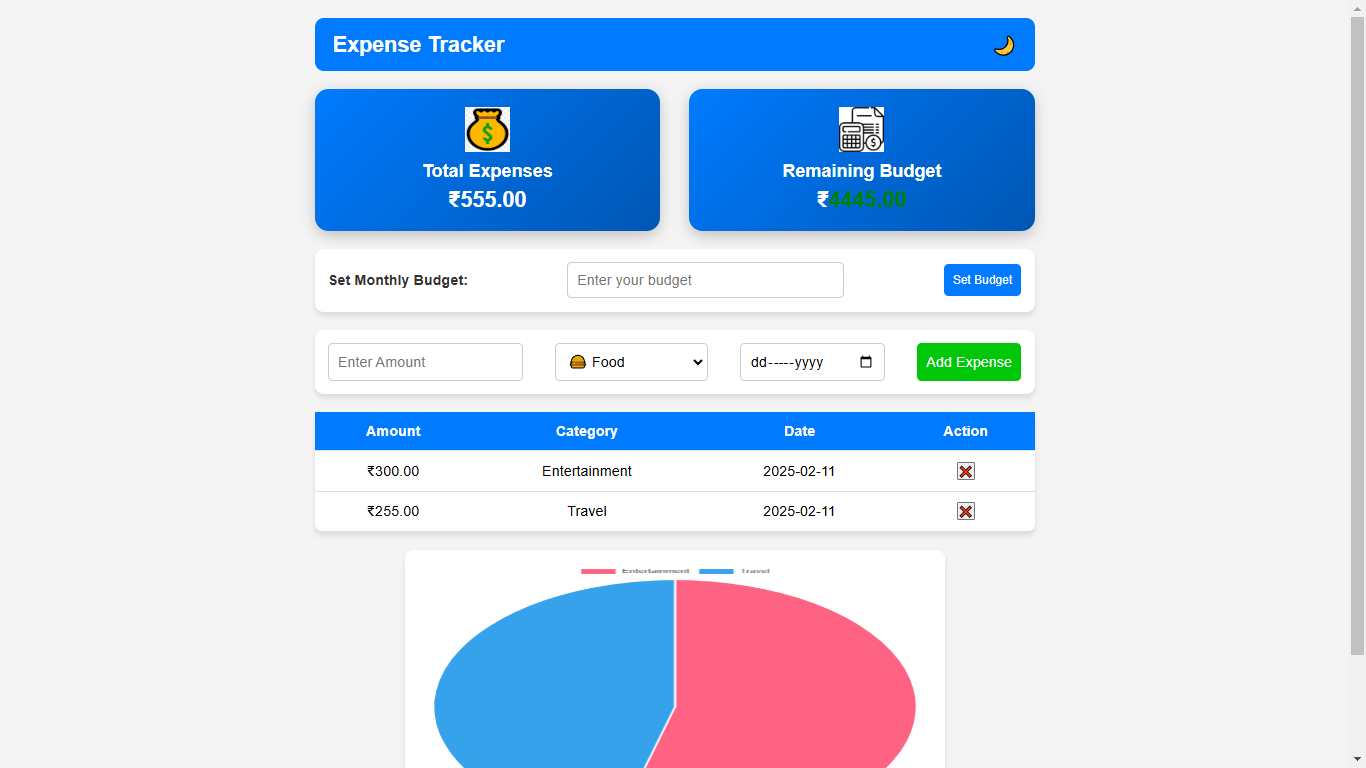 Expense Tracker
Total Expenses
₹555.00
Remaining Budget
₹4445.00
Set Monthly Budget:
Enter your budget
Set Budget
Enter Amount
Food
dd-----yyyy
Add Expense
Amount Category Date Action
₹300.00 Entertainment 2025-02-11
₹255.00 Travel 2025-02-11
Entertainment Travel